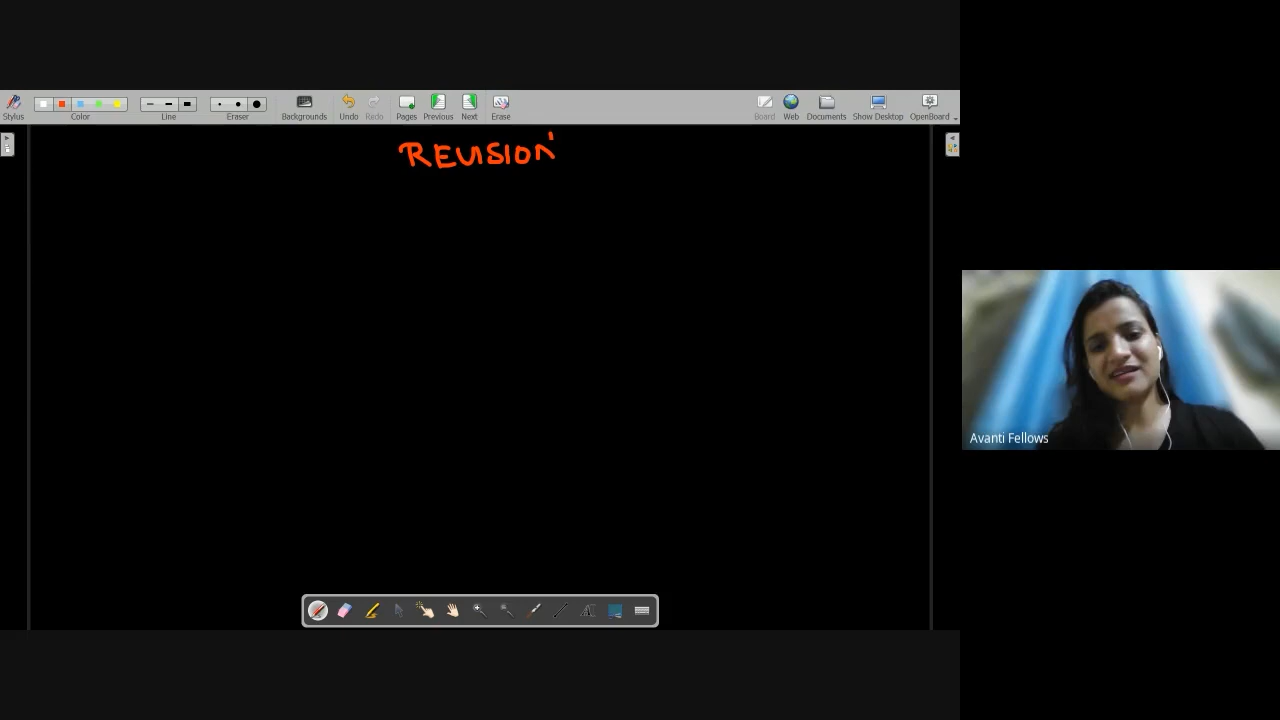 Stylus Color Line Eraser Backgrounds Undo Redo Pages Previous Next Erase Board Web Documents Show Desktop OpenBoard
REVISION
Avanti Fellows